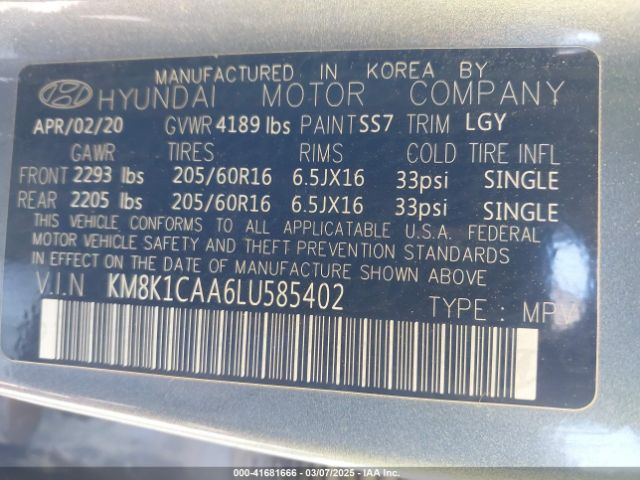 MANUFACTURED IN KOREA BY
HYUNDAI MOTOR COMPANY
APR/02/20 GVWR 4189 lbs PAINT SS7 TRIM LGY
GAWR TIRES RIMS COLD TIRE INFL
FRONT 2293 lbs 205/60R16 6.5JX16 33psi SINGLE
REAR 2205 lbs 205/60R16 6.5JX16 33psi SINGLE
THIS VEHICLE CONFORMS TO ALL APPLICATABLE U.S.A. FEDERAL
MOTOR VEHICLE SAFETY AND THEFT PREVENTION STANDARDS
IN EFFECT ON THE DATE OF MANUFACTURE SHOWN ABOVE
V.I.N KM8K1CAA6LU585402
TYPE : MPV
000-41681666 - 03/07/2025 - IAA Inc.